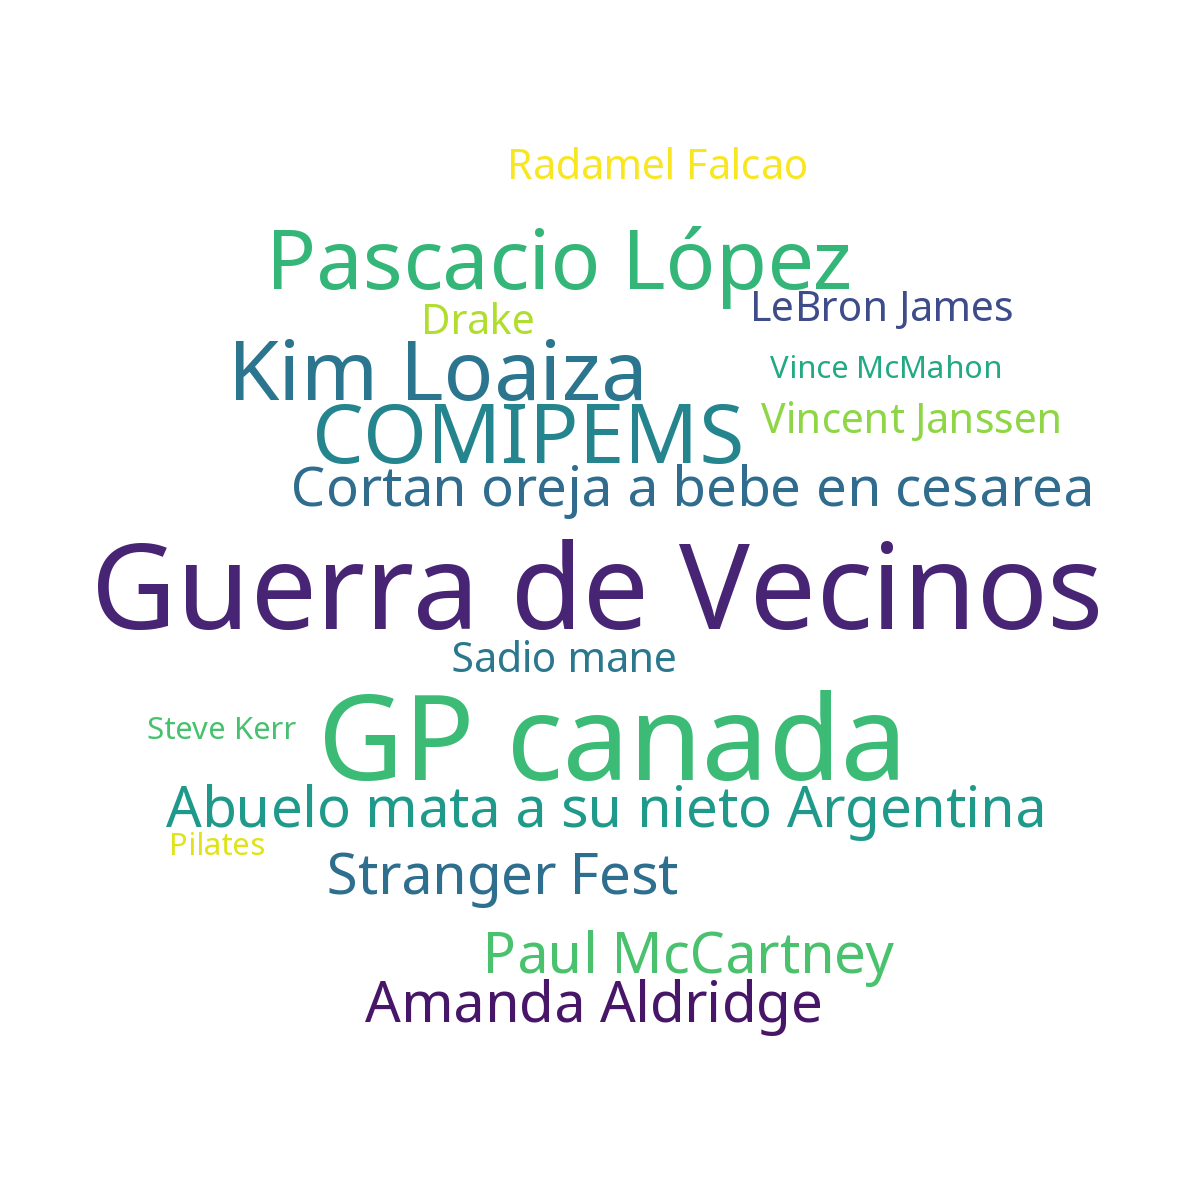 Radamel Falcao
Pascacio López
LeBron James
Drake
Kim Loaiza
Vince McMahon
COMIPEMS
Vincent Janssen
Cortan oreja a bebe en cesarea
Guerra de Vecinos
Sadio mane
Steve Kerr
GP canada
Abuelo mata a su nieto Argentina
Pilates
Stranger Fest
Paul McCartney
Amanda Aldridge